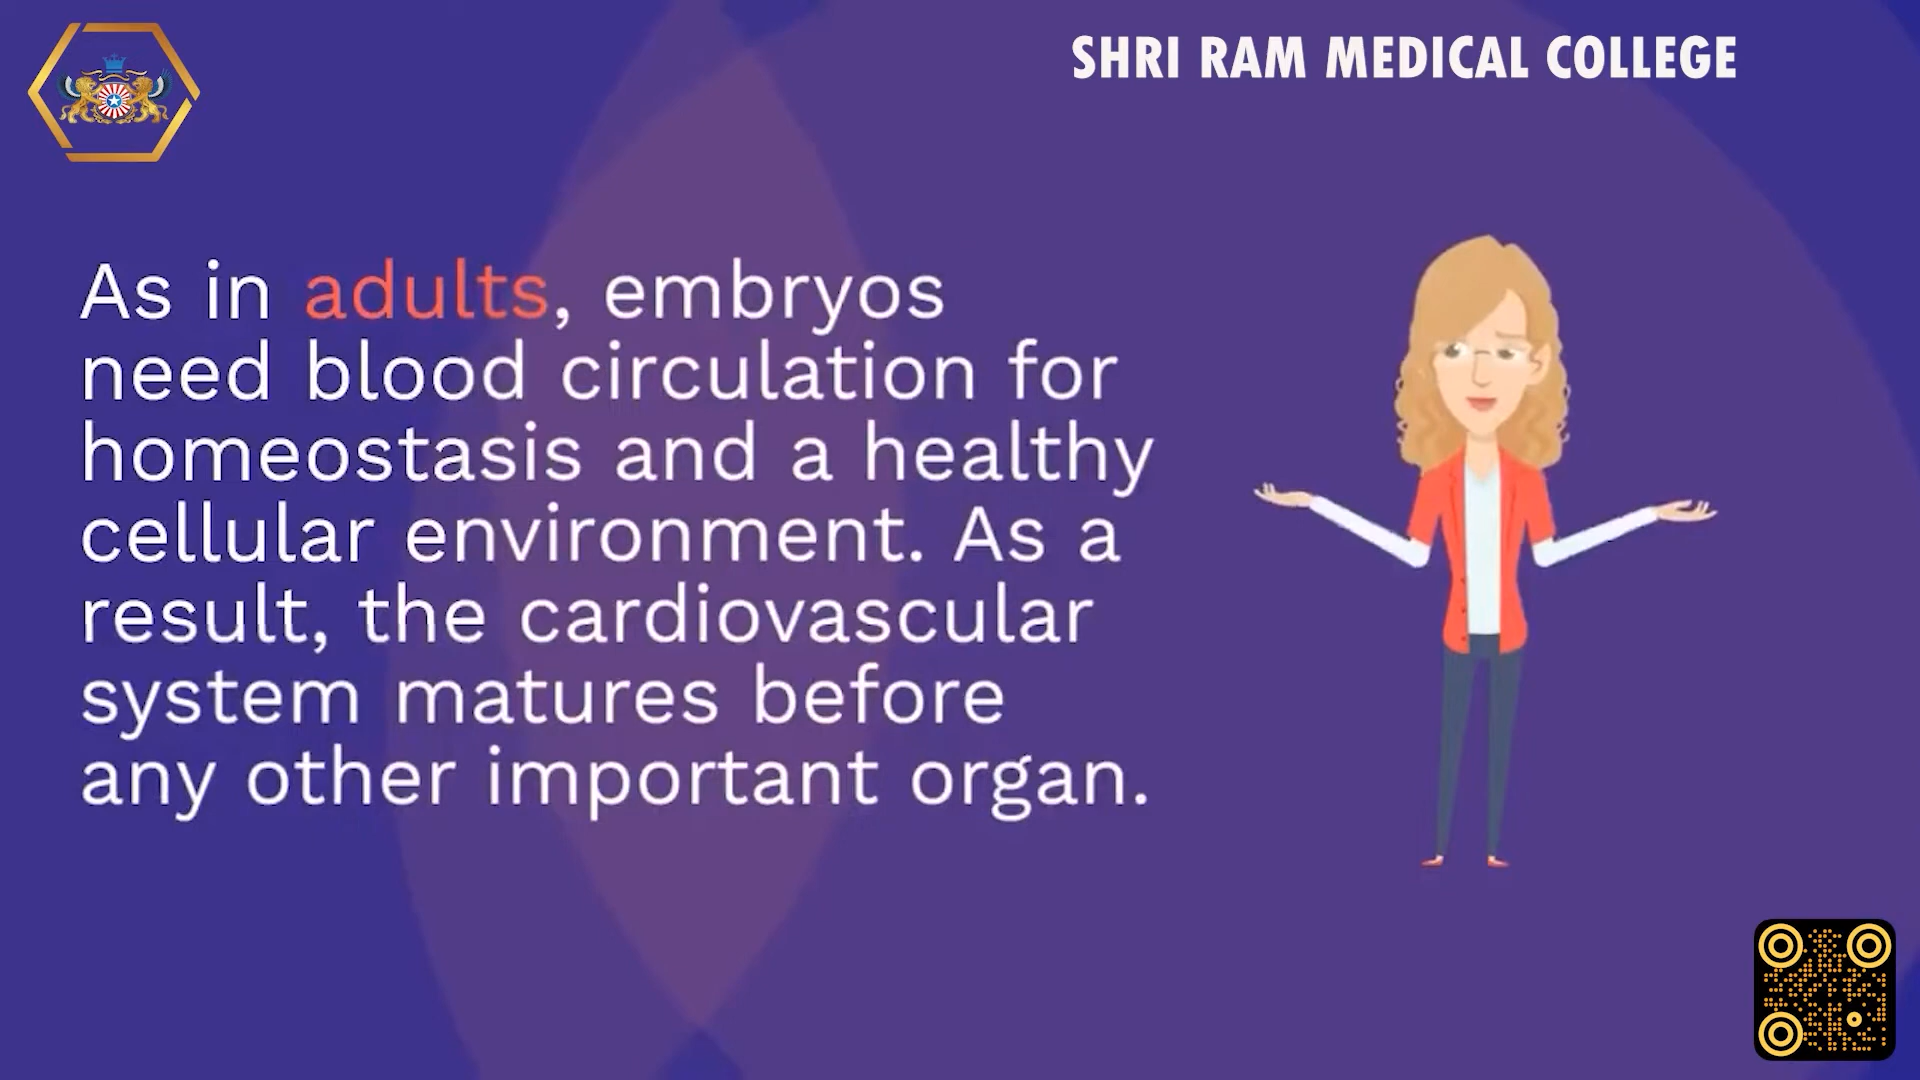 SHRI RAM MEDICAL COLLEGE
As in adults, embryos
need blood circulation for
homeostasis and a healthy
cellular environment. As a
result, the cardiovascular
system matures before
any other important organ.